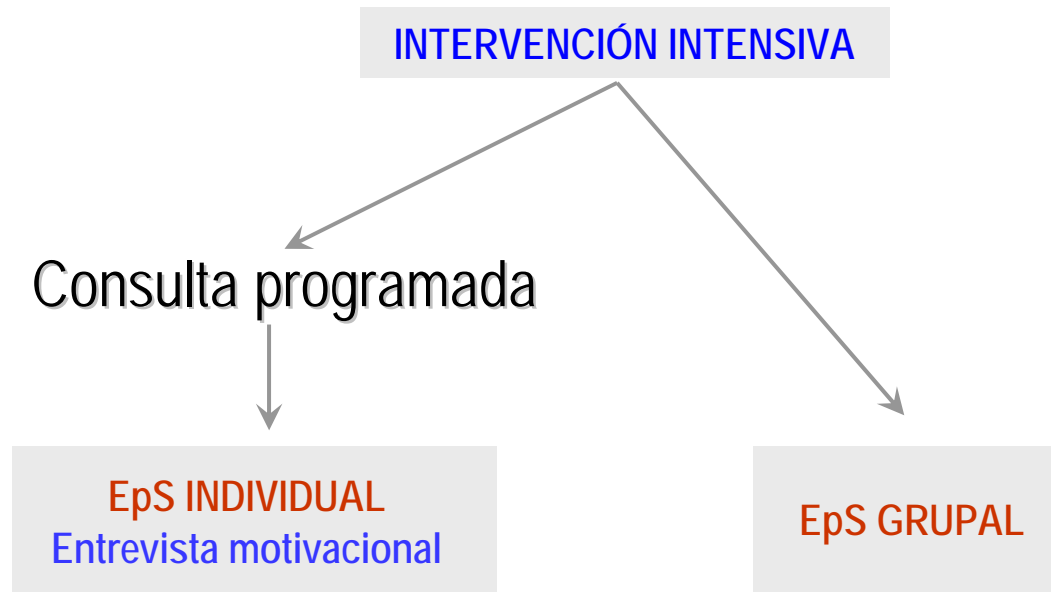 INTERVENCIÓN INTENSIVA
Consulta programada
EpS INDIVIDUAL
Entrevista motivacional
EpS GRUPAL